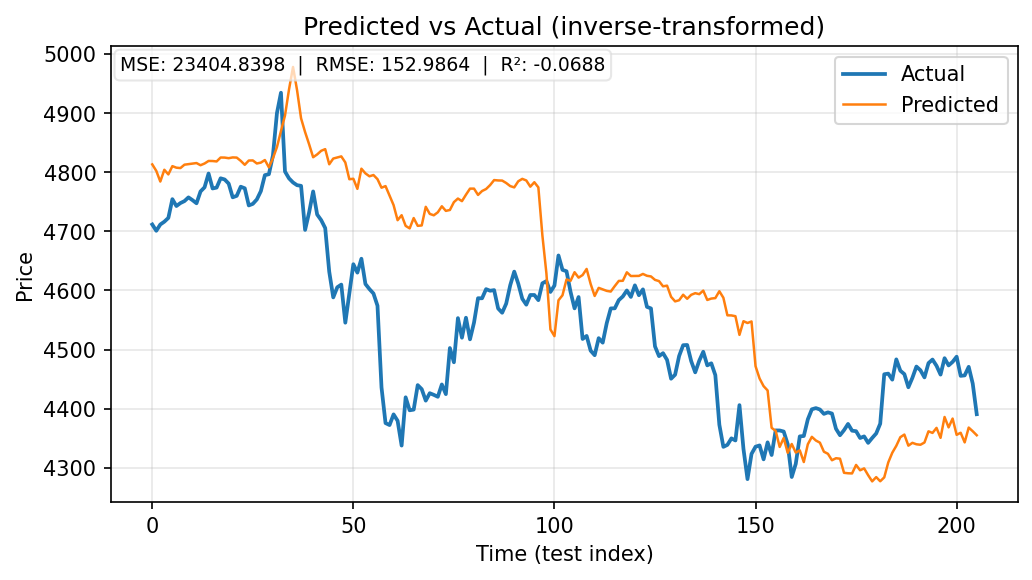 Predicted vs Actual (inverse-transformed)
MSE: 23404.8398 | RMSE: 152.9864 | R²: -0.0688
Actual
Predicted
Price
5000
4900
4800
4700
4600
4500
4400
4300
0 50 100 150 200
Time (test index)